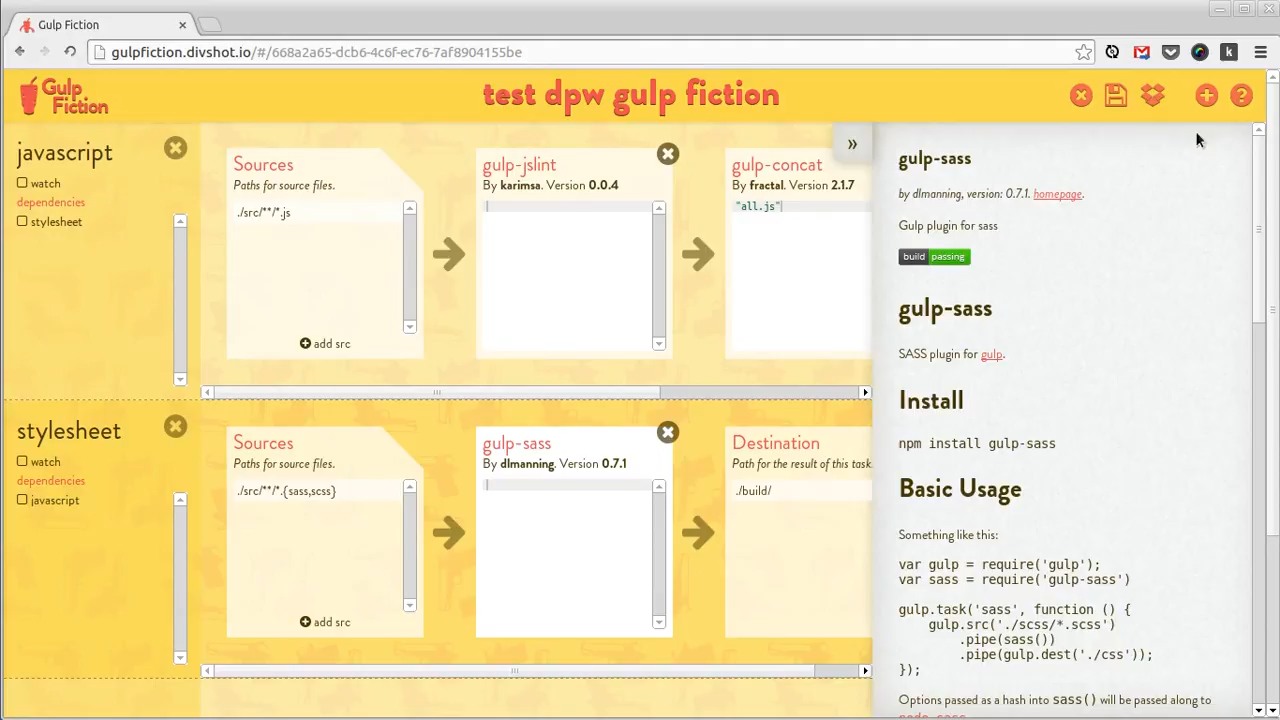 Gulp Fiction
gulpfiction.divshot.io/#/668a2a65-dcb6-4c6f-ec76-7af8904155be
k
Gulp
Fiction
test dpw gulp fiction
javascript
watch
dependencies
stylesheet
Sources
Paths for source files.
./src/**/*.js
add src
gulp-jslint
By karimsa. Version 0.0.4
gulp-concat
By fractal. Version 2.1.7
"all.js"
»
stylesheet
watch
dependencies
javascript
Sources
Paths for source files.
./src/**/*.{sass,scss}
add src
gulp-sass
By dlmanning. Version 0.7.1
Destination
Path for the result of this task
./build/
gulp-sass
by dlmanning, version: 0.7.1. homepage.
Gulp plugin for sass
build passing
gulp-sass
SASS plugin for gulp.
Install
npm install gulp-sass
Basic Usage
Something like this:
var gulp = require('gulp');
var sass = require('gulp-sass')
gulp.task('sass', function () {
gulp.src('./scss/*.scss')
.pipe(sass())
.pipe(gulp.dest('./css'));
});
Options passed as a hash into sass() will be passed along to
node-sass